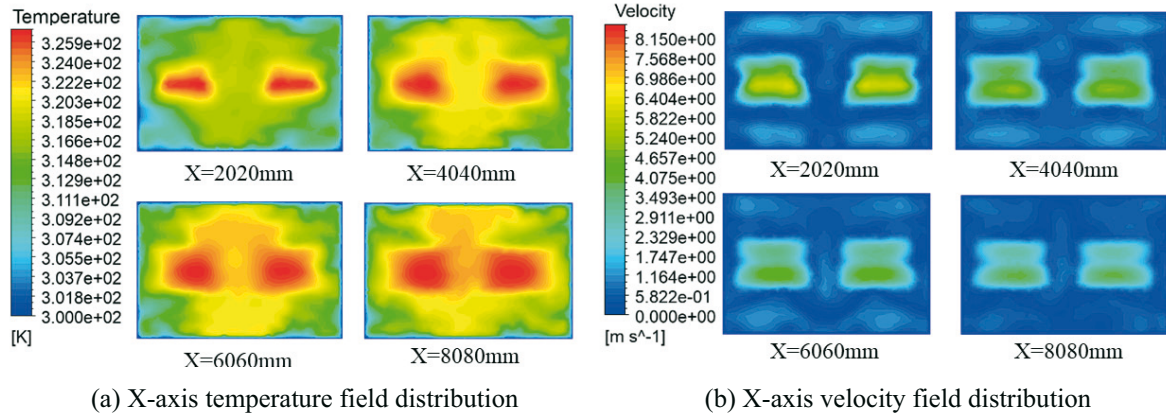 Temperature
3.259e+02
3.240e+02
3.222e+02
3.203e+02
3.185e+02
3.166e+02
3.148e+02
3.129e+02
3.111e+02
3.092e+02
3.074e+02
3.055e+02
3.037e+02
3.018e+02
3.000e+02
[K]
X=2020mm
X=4040mm
X=6060mm
X=8080mm
(a) X-axis temperature field distribution
Velocity
8.150e+00
8.568e+00
6.986e+00
6.404e+00
5.822e+00
5.240e+00
4.657e+00
4.075e+00
3.493e+00
2.911e+00
2.329e+00
1.747e+00
1.164e+00
5.822e-01
0.000e+00
[m s^-1]
X=2020mm
X=4040mm
X=6060mm
X=8080mm
(b) X-axis velocity field distribution